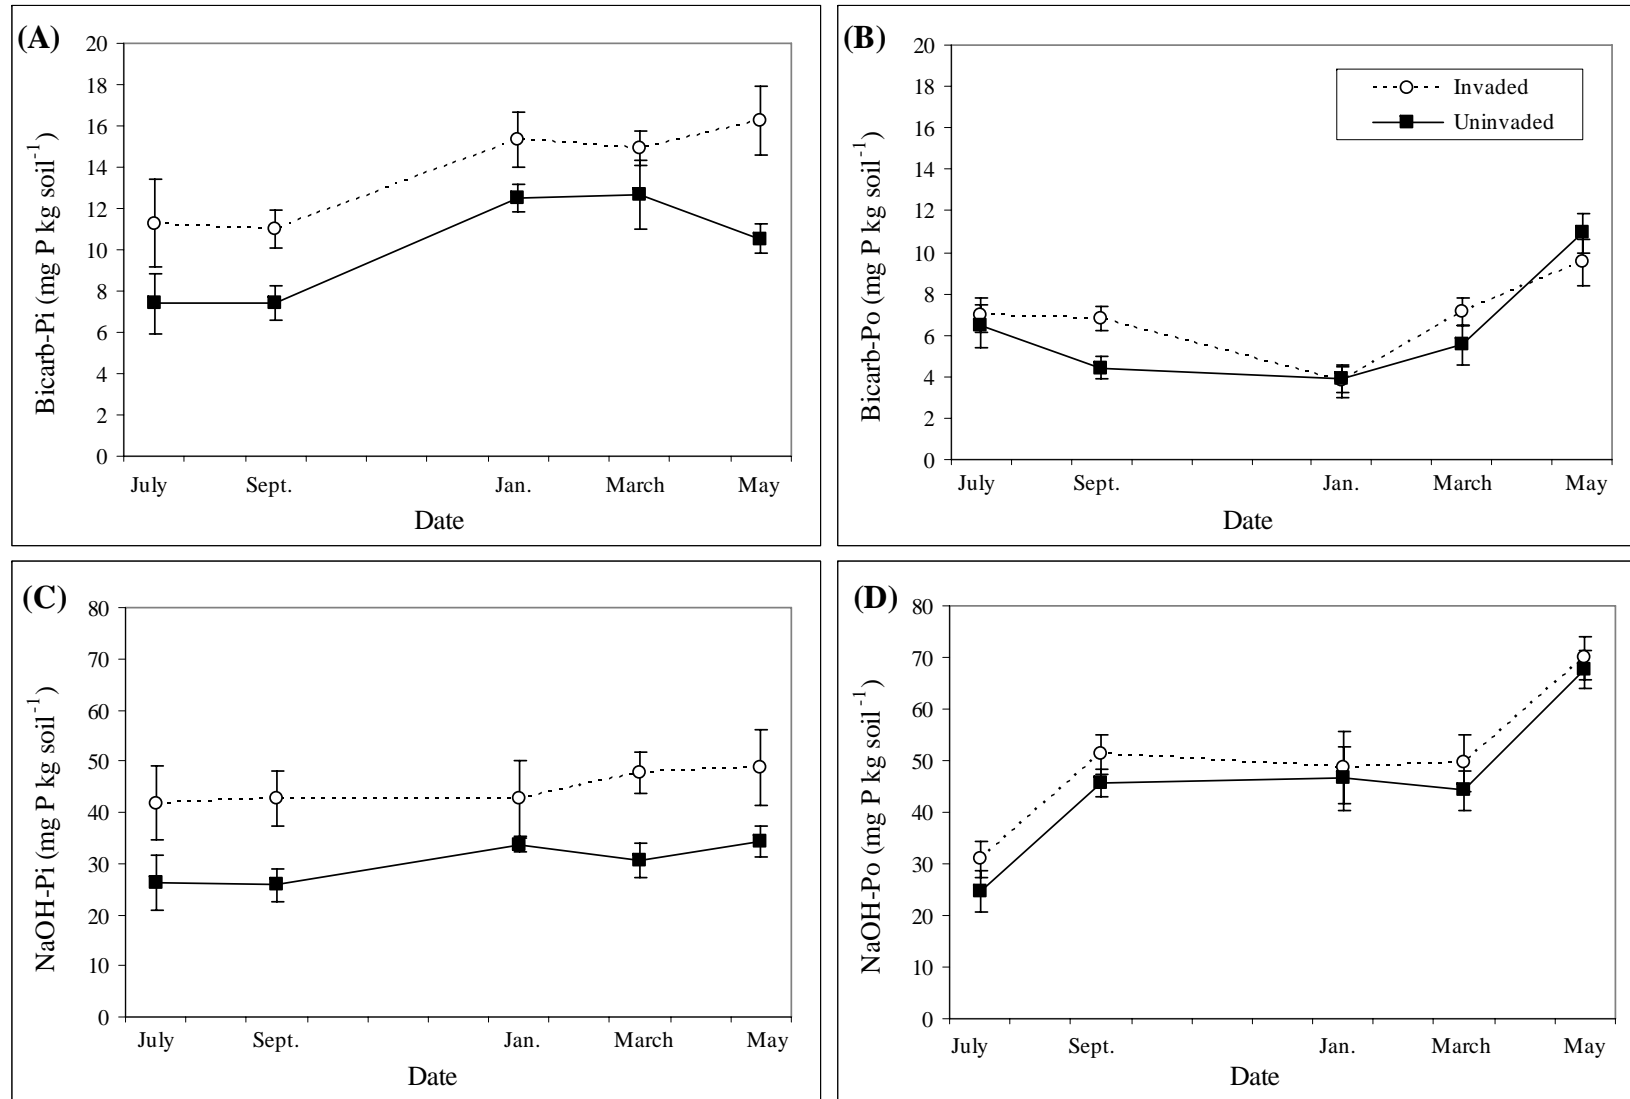 (A)
Bicarb-Pi (mg P kg soil⁻¹)
20
18
16
14
12
10
8
6
4
2
0
July Sept. Jan. March May
Date
(B)
Bicarb-Po (mg P kg soil⁻¹)
20
18
16
14
12
10
8
6
4
2
0
Invaded
Uninvaded
July Sept. Jan. March May
Date
(C)
NaOH-Pi (mg P kg soil⁻¹)
80
70
60
50
40
30
20
10
0
July Sept. Jan. March May
Date
(D)
NaOH-Po (mg P kg soil⁻¹)
80
70
60
50
40
30
20
10
0
July Sept. Jan. March May
Date